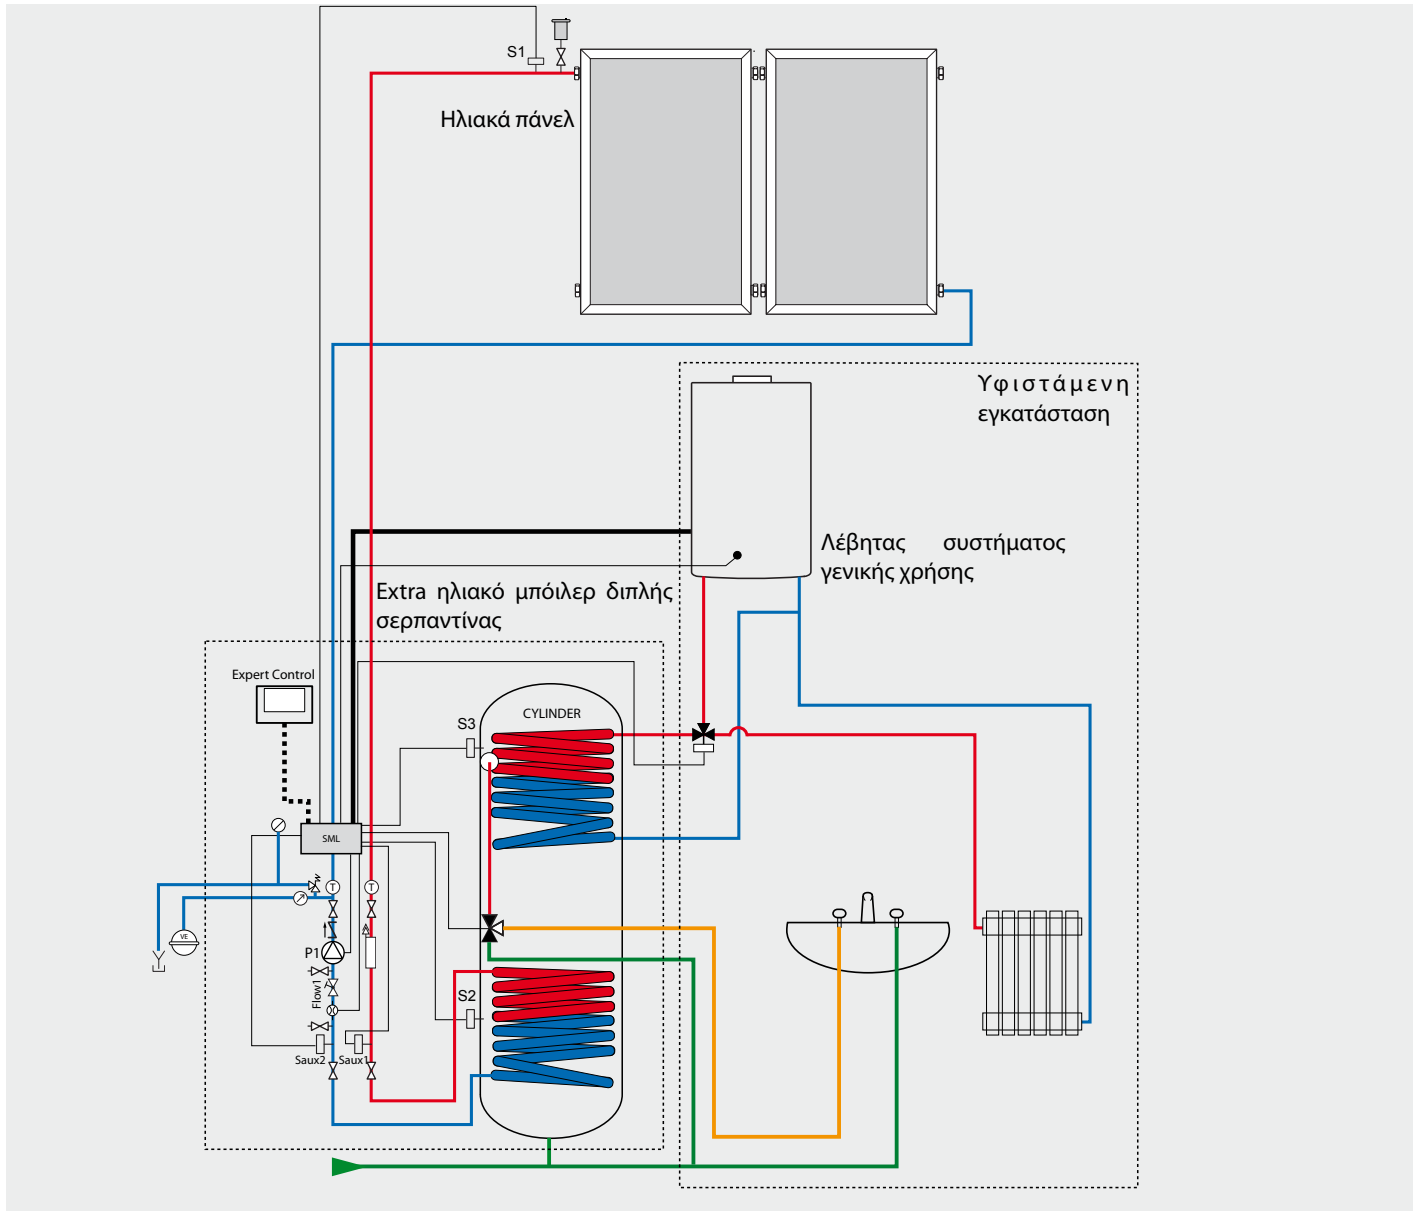 S1
Ηλιακά πάνελ
Υφιστάμενη
εγκατάσταση
Λέβητας συστήματος
γενικής χρήσης
Extra ηλιακό μπόιλερ διπλής
σερπαντίνας
Expert Control
CYLINDER
S3
SML
T
T
VE
P1
Flow1
S2
Saux2
Saux1